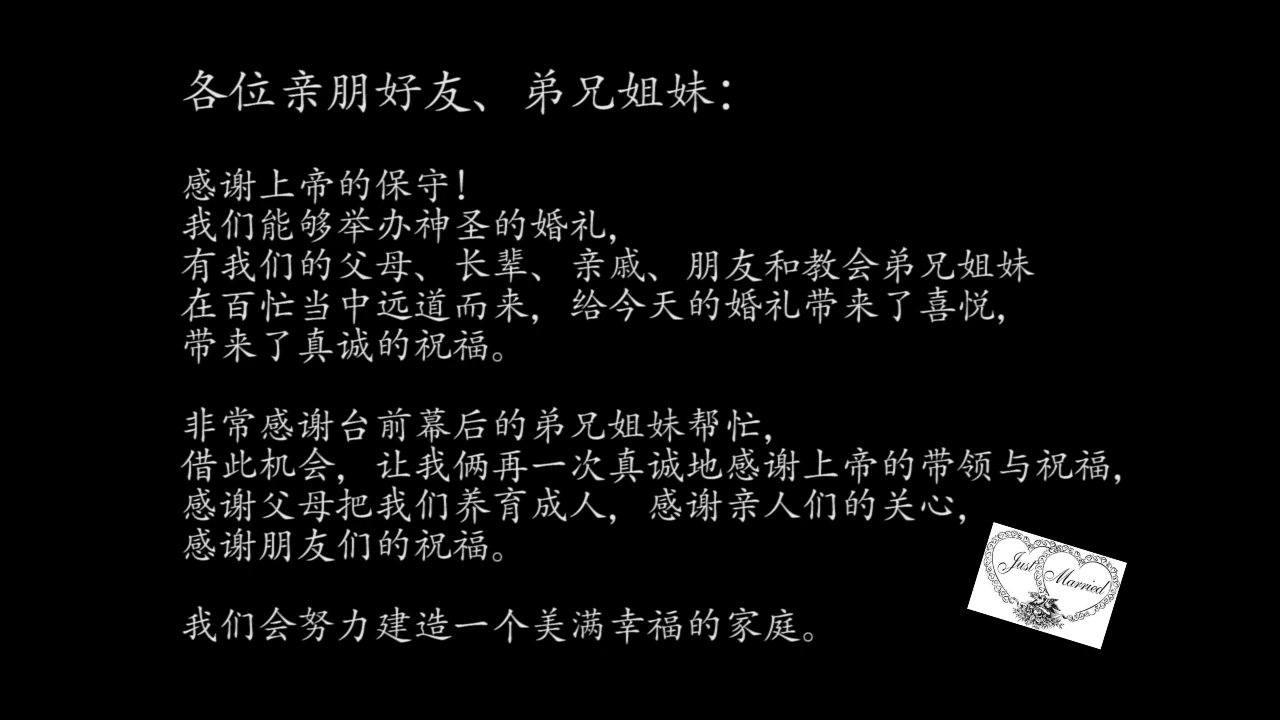 各位亲朋好友、弟兄姐妹：
感谢上帝的保守！
我们能够举办神圣的婚礼，
有我们的父母、长辈、亲戚、朋友和教会弟兄姐妹
在百忙当中远道而来，给今天的婚礼带来了喜悦，
带来了真诚的祝福。
非常感谢台前幕后的弟兄姐妹帮忙，
借此机会，让我俩再一次真诚地感谢上帝的带领与祝福，
感谢父母把我们养育成人，感谢亲人们的关心，
感谢朋友们的祝福。
Just Married
我们会努力建造一个美满幸福的家庭。